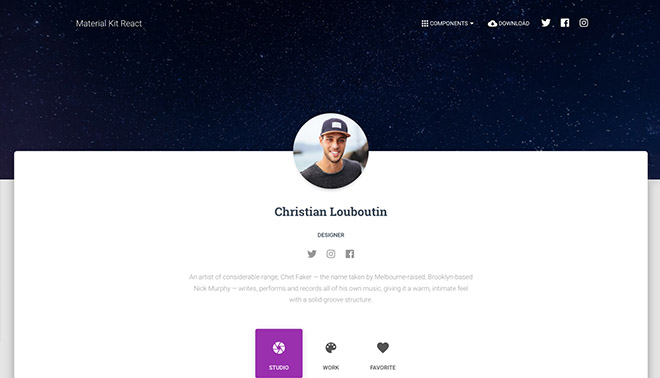 Material Kit React
COMPONENTS
DOWNLOAD
Christian Louboutin
DESIGNER
An artist of considerable range, Chet Faker — the name taken by Melbourne-raised, Brooklyn-based
Nick Murphy — writes, performs and records all of his own music, giving it a warm, intimate feel
with a solid groove structure.
STUDIO
WORK
FAVORITE